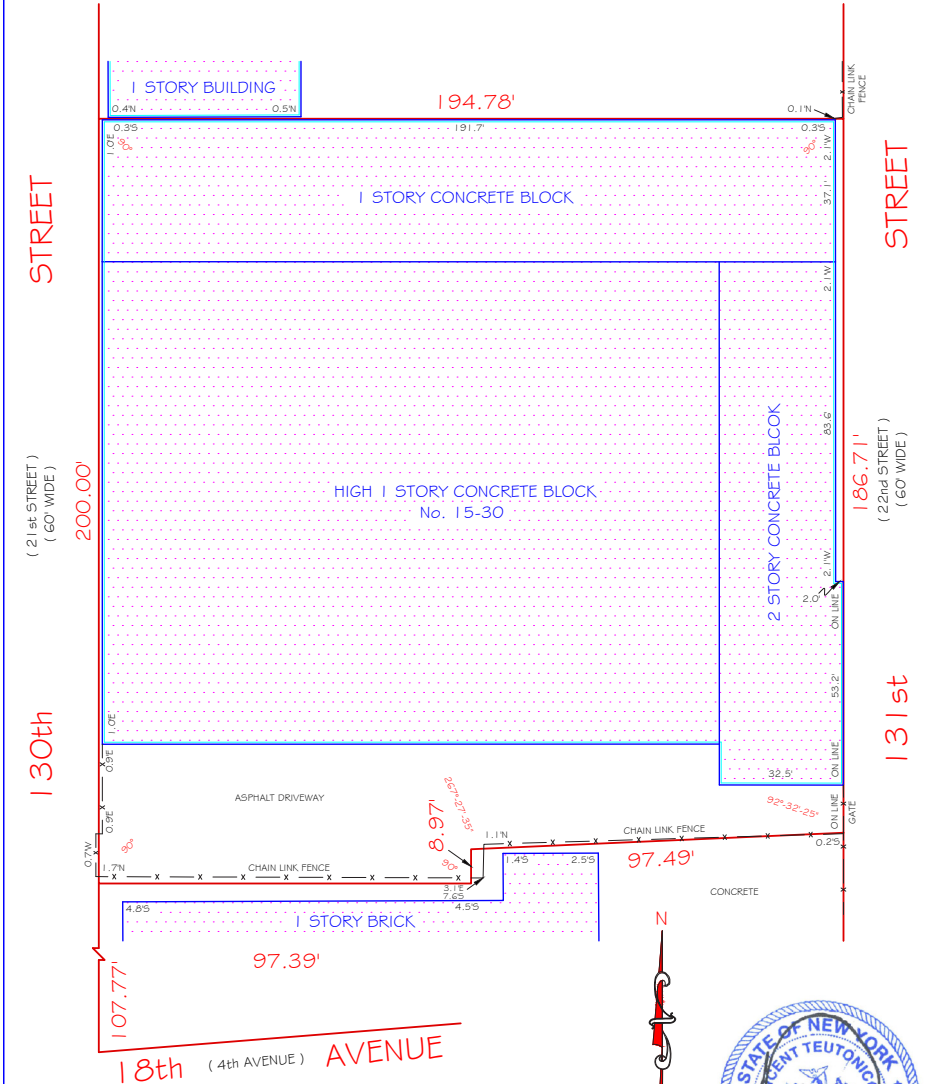 1 STORY BUILDING
0.4'N
0.5'N
194.78'
0.1'N
CHAIN LINK
FENCE
0.3'S
191.7'
0.3'S
1.0'E
90°
90°
2.1'W
37.1'
1 STORY CONCRETE BLOCK
STREET
STREET
2.1'W
83.6'
2 STORY CONCRETE BLCOK
( 21st STREET )
( 60' WIDE )
200.00'
HIGH 1 STORY CONCRETE BLOCK
No. 15-30
186.71'
( 22nd STREET )
( 60' WIDE )
2.1'W
2.0'
ON LINE
53.2'
130th
131st
1.0'E
ON LINE
0.9'E
32.5'
ASPHALT DRIVEWAY
0.9'E
267°-27'-35"
92°-32'-25"
ON LINE
GATE
8.97'
1.1'N
CHAIN LINK FENCE
0.2'S
0.7'W
90°
1.7'N
CHAIN LINK FENCE
90°
1.4'S
2.5'S
97.49'
3.1'E
7.6'S
CONCRETE
4.8'S
4.5'S
1 STORY BRICK
N
97.39'
107.77'
18th ( 4th AVENUE ) AVENUE
STATE OF NEW YORK
CENT TEUTONIC